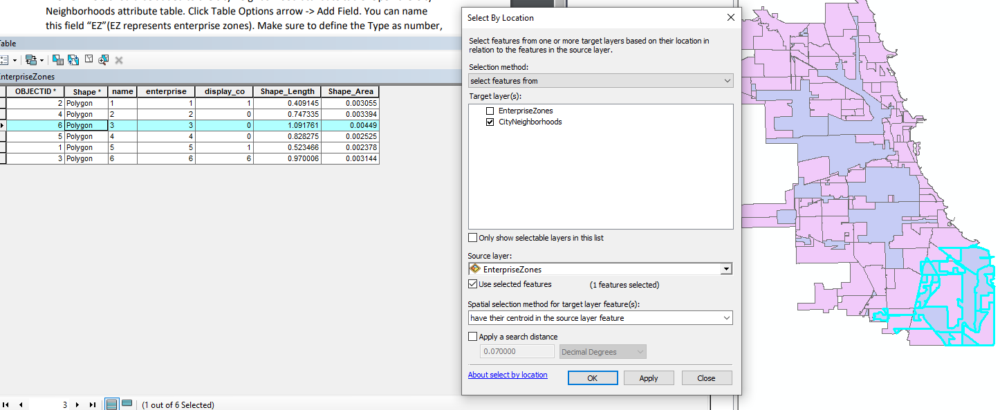 Neighborhoods attribute table. Click Table Options arrow -> Add Field. You can name
this field “EZ”(EZ represents enterprise zones). Make sure to define the Type as number,
able
nterpriseZones
OBJECTID * Shape * name enterprise display_co Shape_Length Shape_Area
2 Polygon 1 1 1 0.409145 0.003055
4 Polygon 2 2 0 0.747335 0.003394
6 Polygon 3 3 0 1.091761 0.00449
5 Polygon 4 4 0 0.828275 0.002525
1 Polygon 5 5 1 0.523466 0.002378
3 Polygon 6 6 6 0.970006 0.003144
3
(1 out of 6 Selected)
Select By Location
Select features from one or more target layers based on their location in
relation to the features in the source layer.
Selection method:
select features from
Target layer(s):
EnterpriseZones
CityNeighborhoods
Only show selectable layers in this list
Source layer:
EnterpriseZones
Use selected features (1 features selected)
Spatial selection method for target layer feature(s):
have their centroid in the source layer feature
Apply a search distance
0.070000 Decimal Degrees
About select by location OK Apply Close